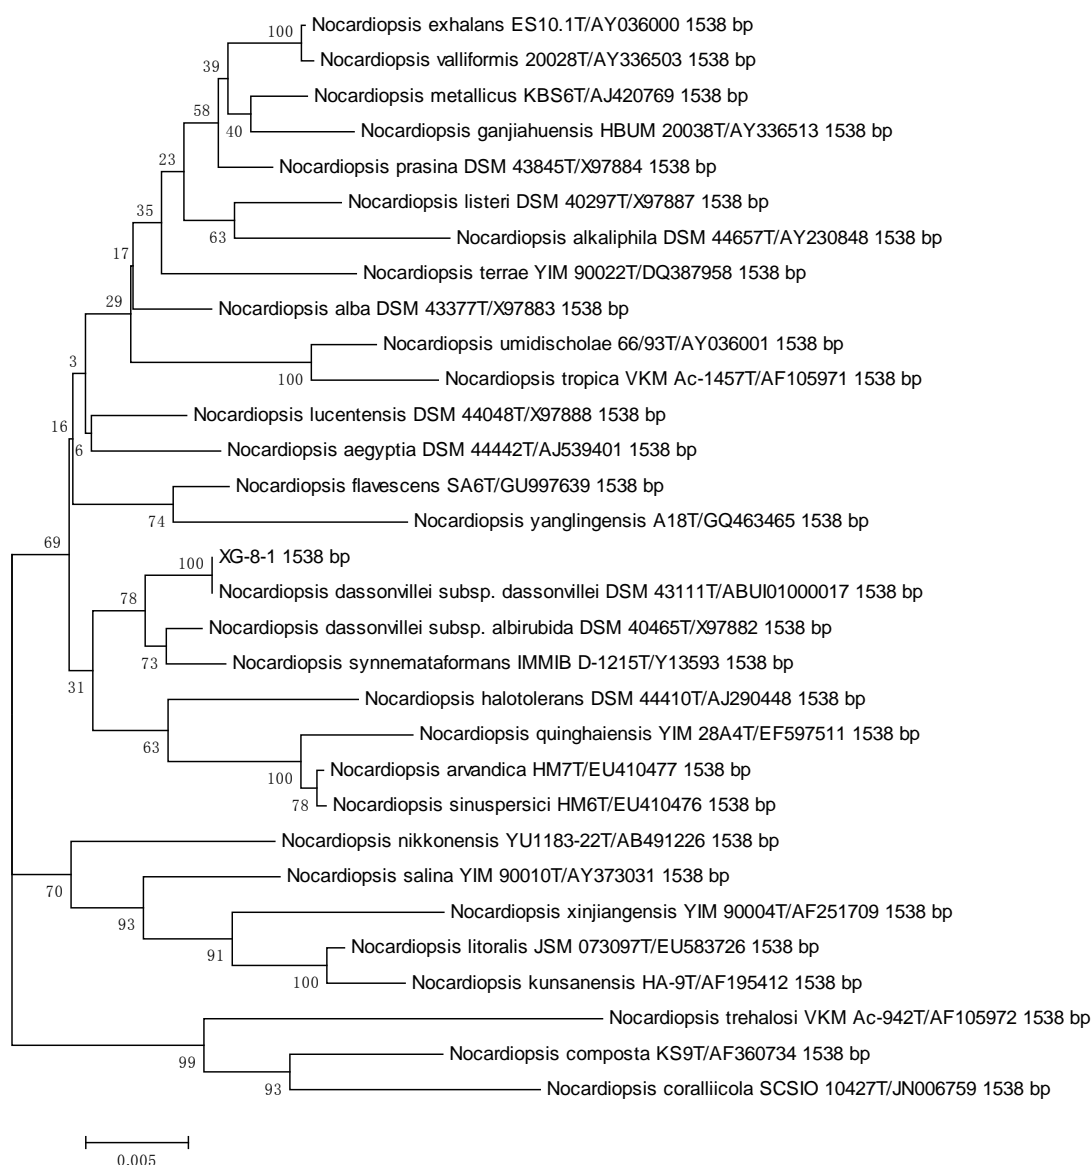 Nocardiopsis exhalans ES10.1T/AY036000 1538 bp
100
Nocardiopsis valliformis 20028T/AY336503 1538 bp
39
Nocardiopsis metallicus KBS6T/AJ420769 1538 bp
58
40
Nocardiopsis ganjiahuensis HBUM 20038T/AY336513 1538 bp
23
Nocardiopsis prasina DSM 43845T/X97884 1538 bp
Nocardiopsis listeri DSM 40297T/X97887 1538 bp
35
63
Nocardiopsis alkaliphila DSM 44657T/AY230848 1538 bp
17
Nocardiopsis terrae YIM 90022T/DQ387958 1538 bp
29
Nocardiopsis alba DSM 43377T/X97883 1538 bp
Nocardiopsis umidischolae 66/93T/AY036001 1538 bp
3
100
Nocardiopsis tropica VKM Ac-1457T/AF105971 1538 bp
Nocardiopsis lucentensis DSM 44048T/X97888 1538 bp
16
6
Nocardiopsis aegyptia DSM 44442T/AJ539401 1538 bp
Nocardiopsis flavescens SA6T/GU997639 1538 bp
74
Nocardiopsis yanglingensis A18T/GQ463465 1538 bp
69
XG-8-1 1538 bp
100
Nocardiopsis dassonvillei subsp. dassonvillei DSM 43111T/ABUI01000017 1538 bp
78
Nocardiopsis dassonvillei subsp. albirubida DSM 40465T/X97882 1538 bp
73
Nocardiopsis synnemataformans IMMIB D-1215T/Y13593 1538 bp
31
Nocardiopsis halotolerans DSM 44410T/AJ290448 1538 bp
63
Nocardiopsis quinghaiensis YIM 28A4T/EF597511 1538 bp
100
Nocardiopsis arvandica HM7T/EU410477 1538 bp
78
Nocardiopsis sinuspersici HM6T/EU410476 1538 bp
Nocardiopsis nikkonensis YU1183-22T/AB491226 1538 bp
70
Nocardiopsis salina YIM 90010T/AY373031 1538 bp
93
Nocardiopsis xinjiangensis YIM 90004T/AF251709 1538 bp
91
Nocardiopsis litoralis JSM 073097T/EU583726 1538 bp
100
Nocardiopsis kunsanensis HA-9T/AF195412 1538 bp
Nocardiopsis trehalosi VKM Ac-942T/AF105972 1538 bp
99
Nocardiopsis composta KS9T/AF360734 1538 bp
93
Nocardiopsis coralliicola SCSIO 10427T/JN006759 1538 bp
0.005